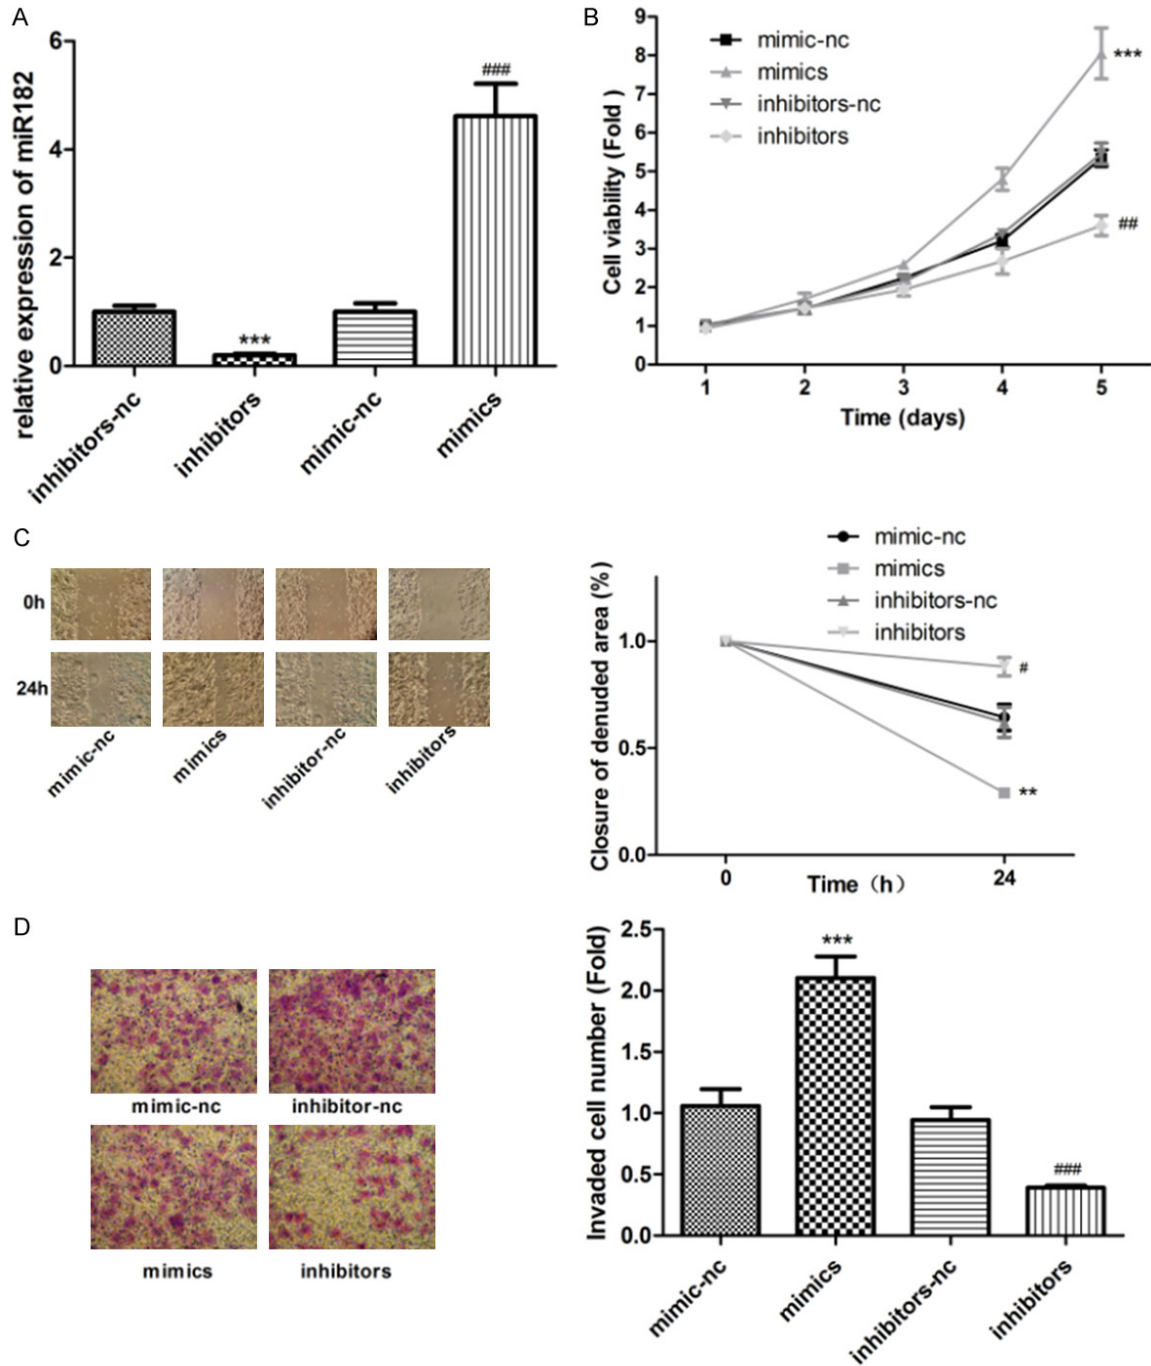 A
relative expression of miR182
6
4
2
0
***
###
inhibitors-nc
inhibitors
mimic-nc
mimics
B
Cell viability (Fold )
9
8
7
6
5
4
3
2
1
0
mimic-nc
mimics
inhibitors-nc
inhibitors
***
##
1 2 3 4 5
Time (days)
C
0h
24h
mimic-nc
mimics
inhibitor-nc
inhibitors
Closure of denuded area (%)
mimic-nc
mimics
inhibitors-nc
inhibitors
1.0
0.5
0.0
#
**
0 24
Time (h)
D
mimic-nc inhibitor-nc
mimics inhibitors
Invaded cell number (Fold)
2.5
2.0
1.5
1.0
0.5
0.0
***
###
mimic-nc
mimics
inhibitors-nc
inhibitors